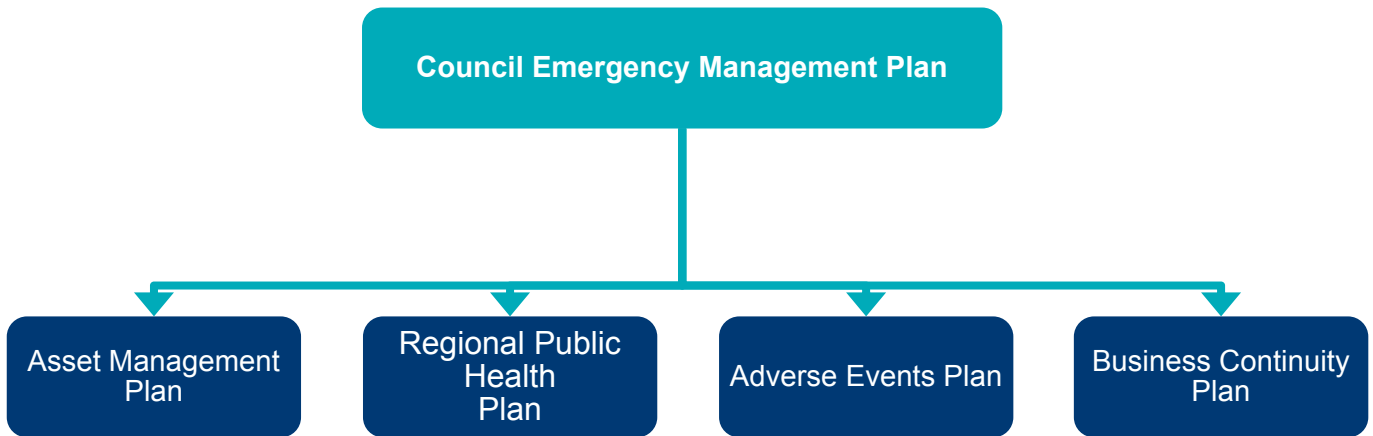 Council Emergency Management Plan
Asset Management
Plan
Regional Public
Health
Plan
Adverse Events Plan
Business Continuity
Plan